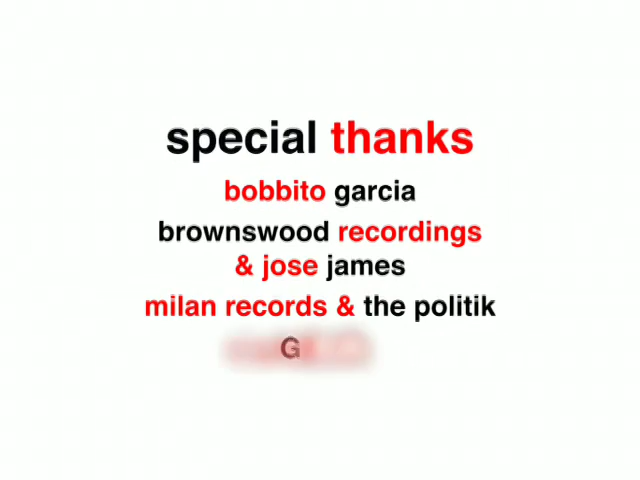 special thanks
bobbito garcia
brownswood recordings
& jose james
milan records & the politik
G